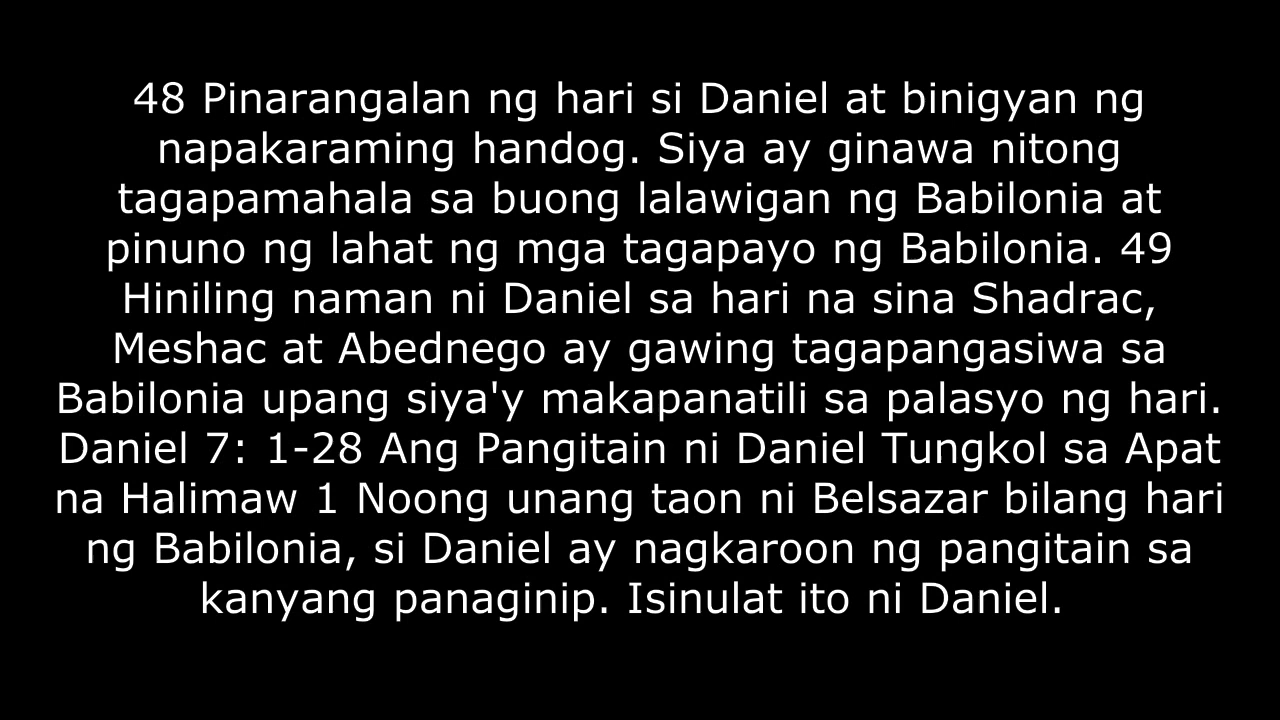 48 Pinarangalan ng hari si Daniel at binigyan ng
napakaraming handog. Siya ay ginawa nitong
tagapamahala sa buong lalawigan ng Babilonia at
pinuno ng lahat ng mga tagapayo ng Babilonia. 49
Hiniling naman ni Daniel sa hari na sina Shadrac,
Meshac at Abednego ay gawing tagapangasiwa sa
Babilonia upang siya'y makapanatili sa palasyo ng hari.
Daniel 7: 1-28 Ang Pangitain ni Daniel Tungkol sa Apat
na Halimaw 1 Noong unang taon ni Belsazar bilang hari
ng Babilonia, si Daniel ay nagkaroon ng pangitain sa
kanyang panaginip. Isinulat ito ni Daniel.